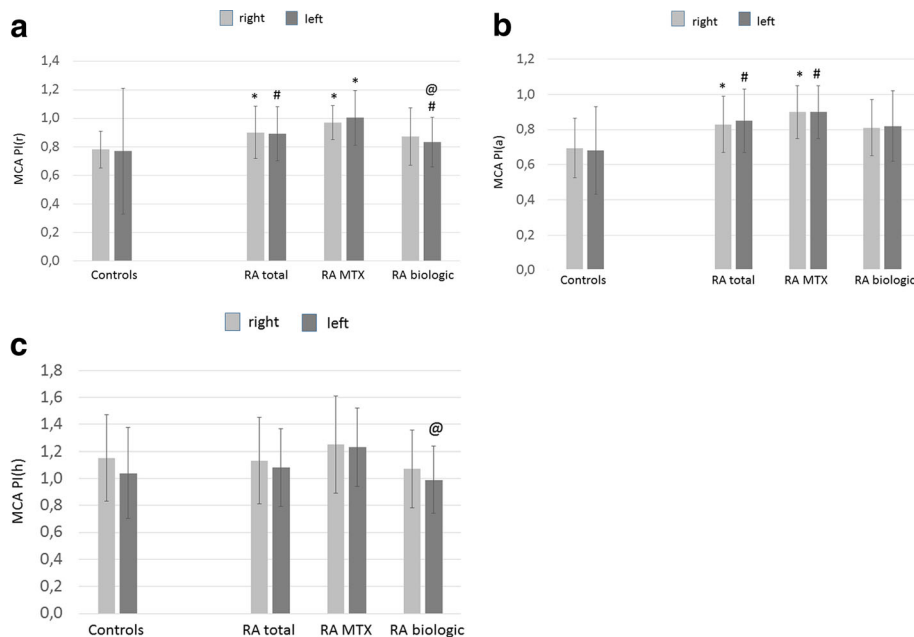 a
right left
MCA PI(r)
1,4
1,2
1,0
0,8
0,6
0,4
0,2
0,0
* # * * @
#
Controls RA total RA MTX RA biologic
b
right left
MCA PI(a)
1,2
1,0
0,8
0,6
0,4
0,2
0,0
* # * #
Controls RA total RA MTX RA biologic
c
right left
MCA PI(h)
1,8
1,6
1,4
1,2
1,0
0,8
0,6
0,4
0,2
0,0
@
Controls RA total RA MTX RA biologic